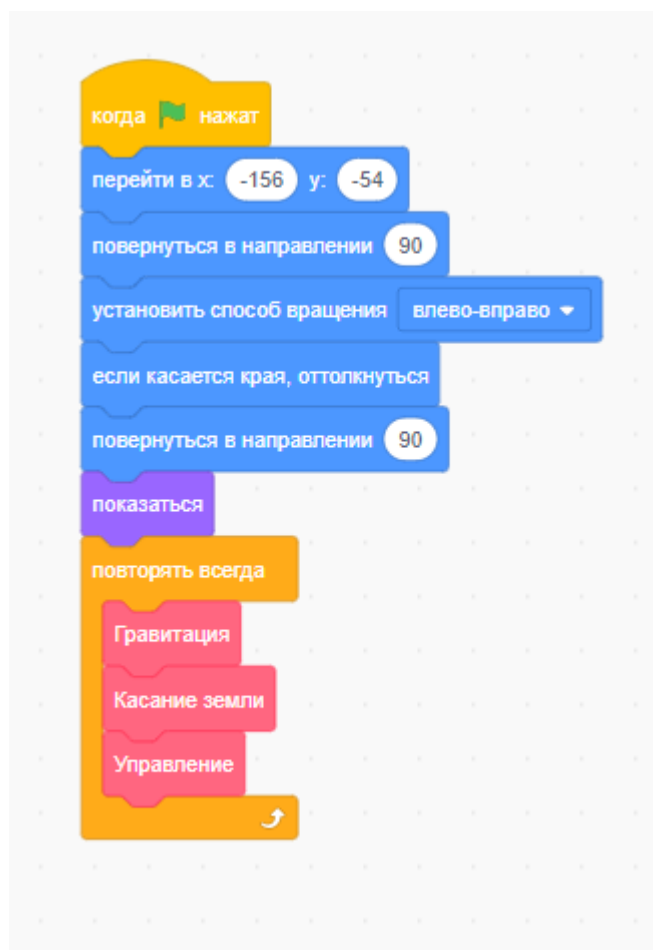 когда нажат
перейти в x: -156 y: -54
повернуться в направлении 90
установить способ вращения влево-вправо
если касается края, оттолкнуться
повернуться в направлении 90
показаться
повторять всегда
Гравитация
Касание земли
Управление